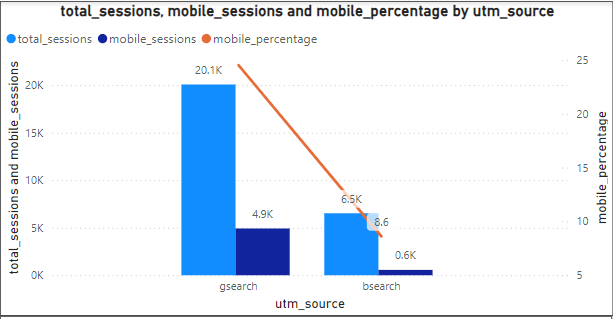 total_sessions, mobile_sessions and mobile_percentage by utm_source
total_sessions mobile_sessions mobile_percentage
total_sessions and mobile_sessions
20K
15K
10K
5K
0K
20.1K
4.9K
6.5K
8.6
0.6K
25
20
15
10
5
mobile_percentage
gsearch bsearch
utm_source